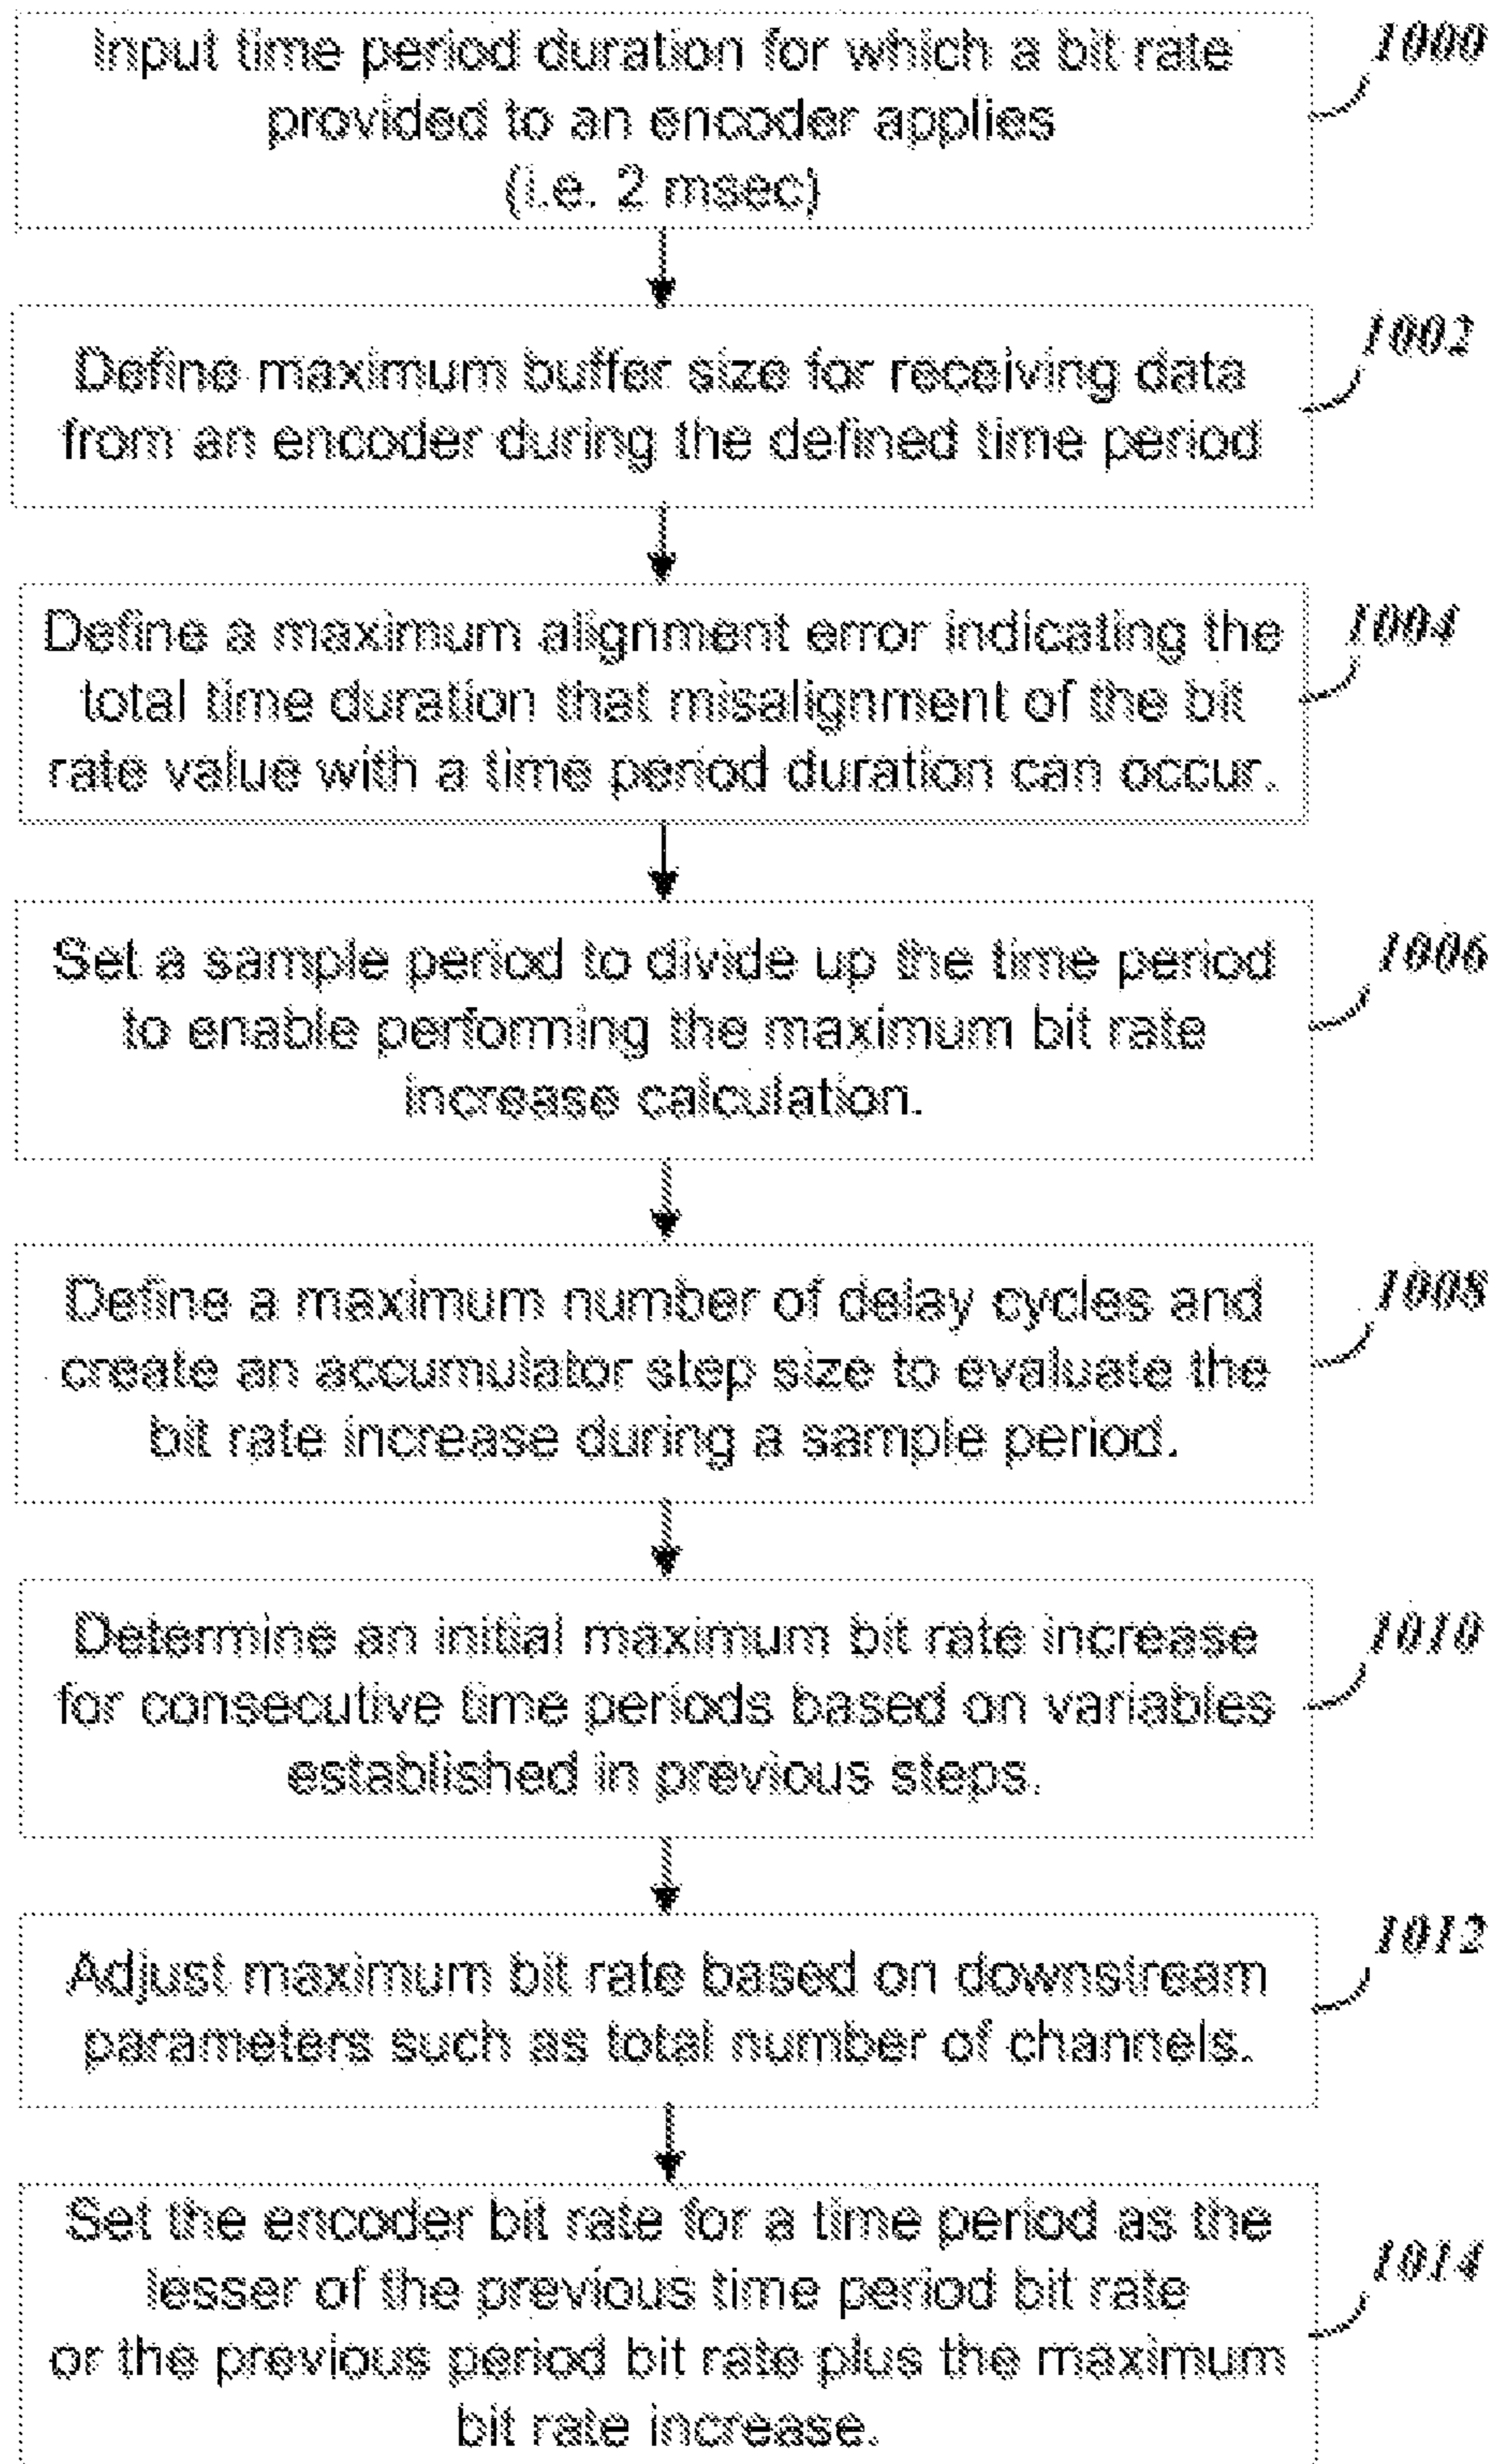 Input time period duration for which a bit rate
provided to an encoder applies
(i.e. 2 msec)
1000
Define maximum buffer size for receiving data
from an encoder during the defined time period
1002
Define a maximum alignment error indicating the
total time duration that misalignment of the bit
rate value with a time period duration can occur.
1004
Set a sample period to divide up the time period
to enable performing the maximum bit rate
increase calculation.
1006
Define a maximum number of delay cycles and
create an accumulator step size to evaluate the
bit rate increase during a sample period.
1008
Determine an initial maximum bit rate increase
for consecutive time periods based on variables
established in previous steps.
1010
Adjust maximum bit rate based on downstream
parameters such as total number of channels.
1012
Set the encoder bit rate for a time period as the
lesser of the previous time period bit rate
or the previous period bit rate plus the maximum
bit rate increase.
1014